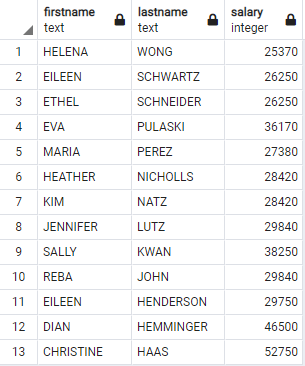 firstname lastname salary
text text integer
1 HELENA WONG 25370
2 EILEEN SCHWARTZ 26250
3 ETHEL SCHNEIDER 26250
4 EVA PULASKI 36170
5 MARIA PEREZ 27380
6 HEATHER NICHOLLS 28420
7 KIM NATZ 28420
8 JENNIFER LUTZ 29840
9 SALLY KWAN 38250
10 REBA JOHN 29840
11 EILEEN HENDERSON 29750
12 DIAN HEMMINGER 46500
13 CHRISTINE HAAS 52750